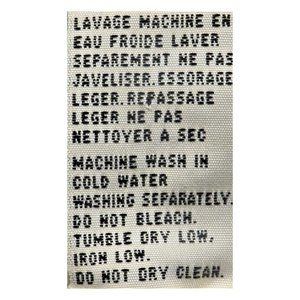 LAVAGE MACHINE EN
EAU FROIDE LAVER
SEPAREMENT NE PAS
JAVELISER.ESSORAGE
LEGER.REPASSAGE
LEGER NE PAS
NETTOYER A SEC
MACHINE WASH IN
COLD WATER
WASHING SEPARATELY.
DO NOT BLEACH.
TUMBLE DRY LOW,
IRON LOW.
DO NOT DRY CLEAN.